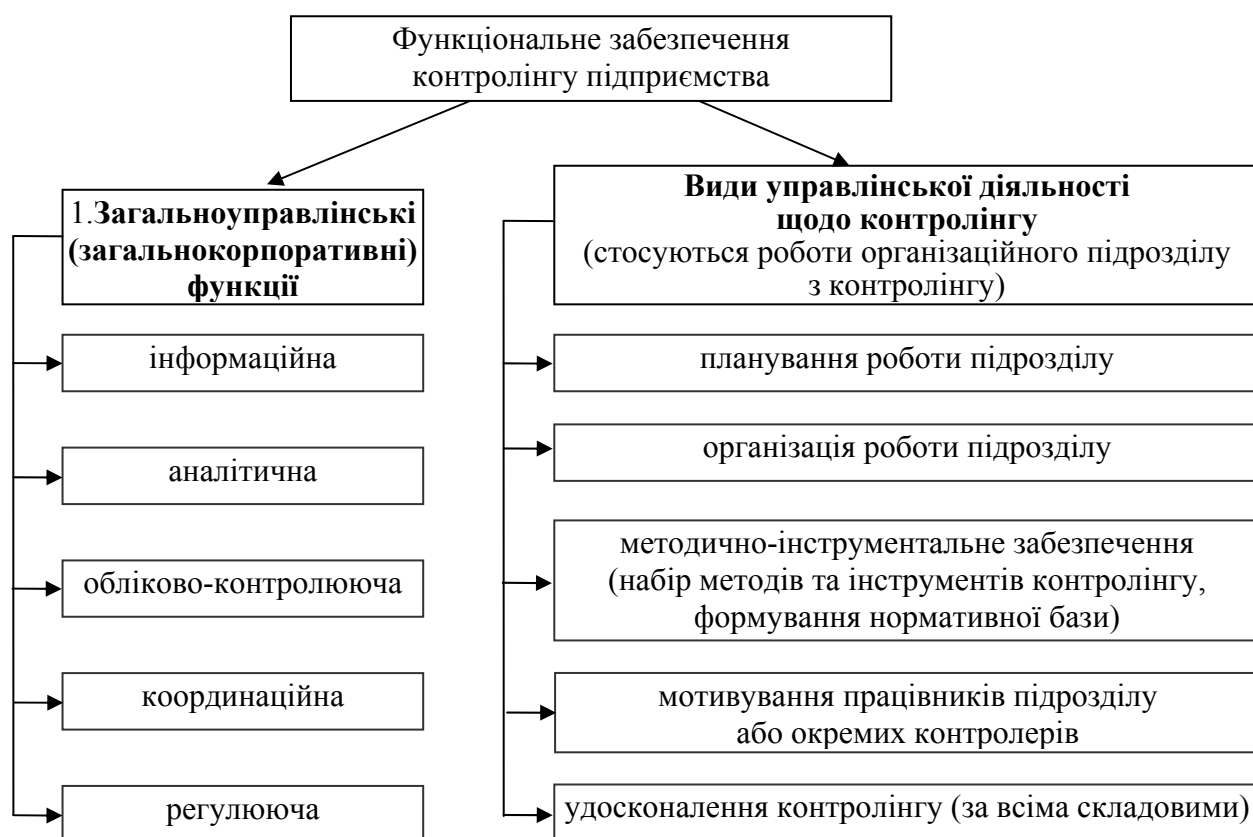 Функціональне забезпечення
контролінгу підприємства
1.Загальноуправлінські
(загальнокорпоративні)
функції
інформаційна
аналітична
обліково-контролююча
координаційна
регулююча
Види управлінської діяльності
щодо контролінгу
(стосуються роботи організаційного підрозділу
з контролінгу)
планування роботи підрозділу
організація роботи підрозділу
методично-інструментальне забезпечення
(набір методів та інструментів контролінгу,
формування нормативної бази)
мотивування працівників підрозділу
або окремих контролерів
удосконалення контролінгу (за всіма складовими)